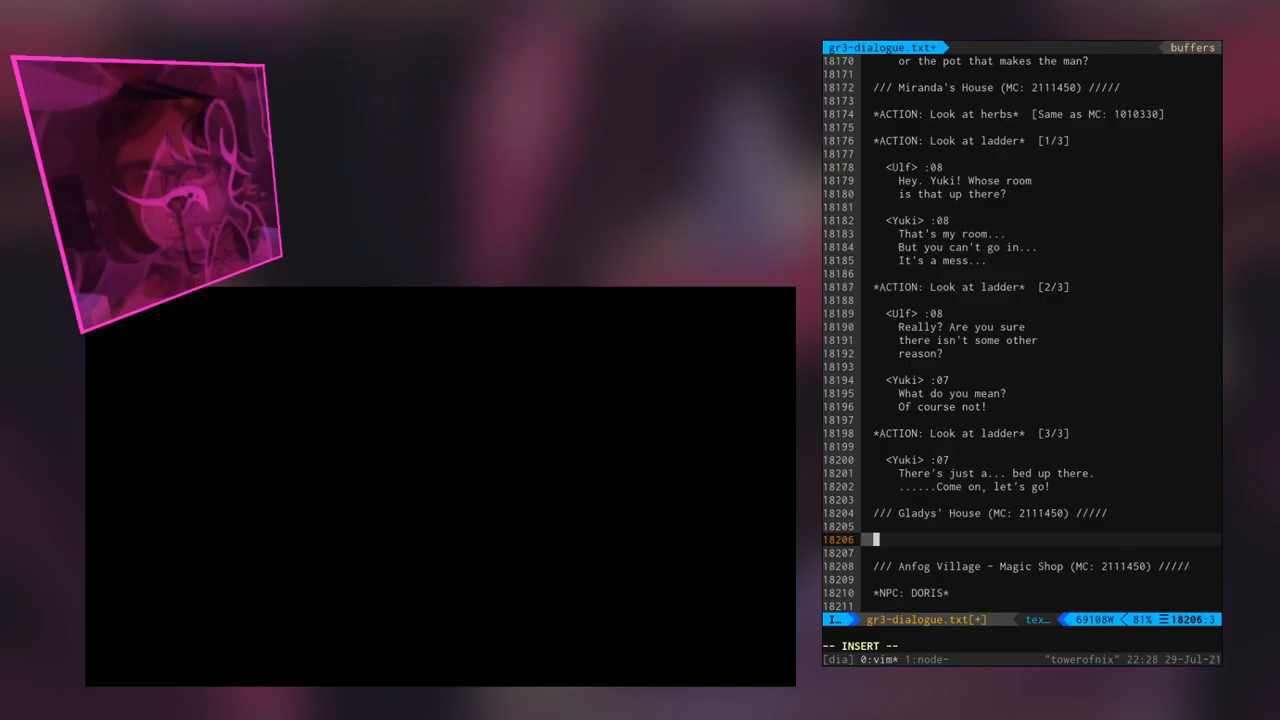 gr3-dialogue.txt+ buffers
18170 or the pot that makes the man?
18171
18172 /// Miranda's House (MC: 2111450) /////
18173
18174 *ACTION: Look at herbs* [Same as MC: 1010330]
18175
18176 *ACTION: Look at ladder* [1/3]
18177
18178 <Ulf> :08
18179 Hey. Yuki! Whose room
18180 is that up there?
18181
18182 <Yuki> :08
18183 That's my room...
18184 But you can't go in...
18185 It's a mess...
18186
18187 *ACTION: Look at ladder* [2/3]
18188
18189 <Ulf> :08
18190 Really? Are you sure
18191 there isn't some other
18192 reason?
18193
18194 <Yuki> :07
18195 What do you mean?
18196 Of course not!
18197
18198 *ACTION: Look at ladder* [3/3]
18199
18200 <Yuki> :07
18201 There's just a... bed up there.
18202 ......Come on, let's go!
18203
18204 /// Gladys' House (MC: 2111450) /////
18205
18206
18207
18208 /// Anfog Village - Magic Shop (MC: 2111450) /////
18209
18210 *NPC: DORIS*
18211
I… gr3-dialogue.txt[+] tex… 69108W 81% ☰18206:3
-- INSERT --
[dia] 0:vim* 1:node- "towerofnix" 22:28 29-Jul-21